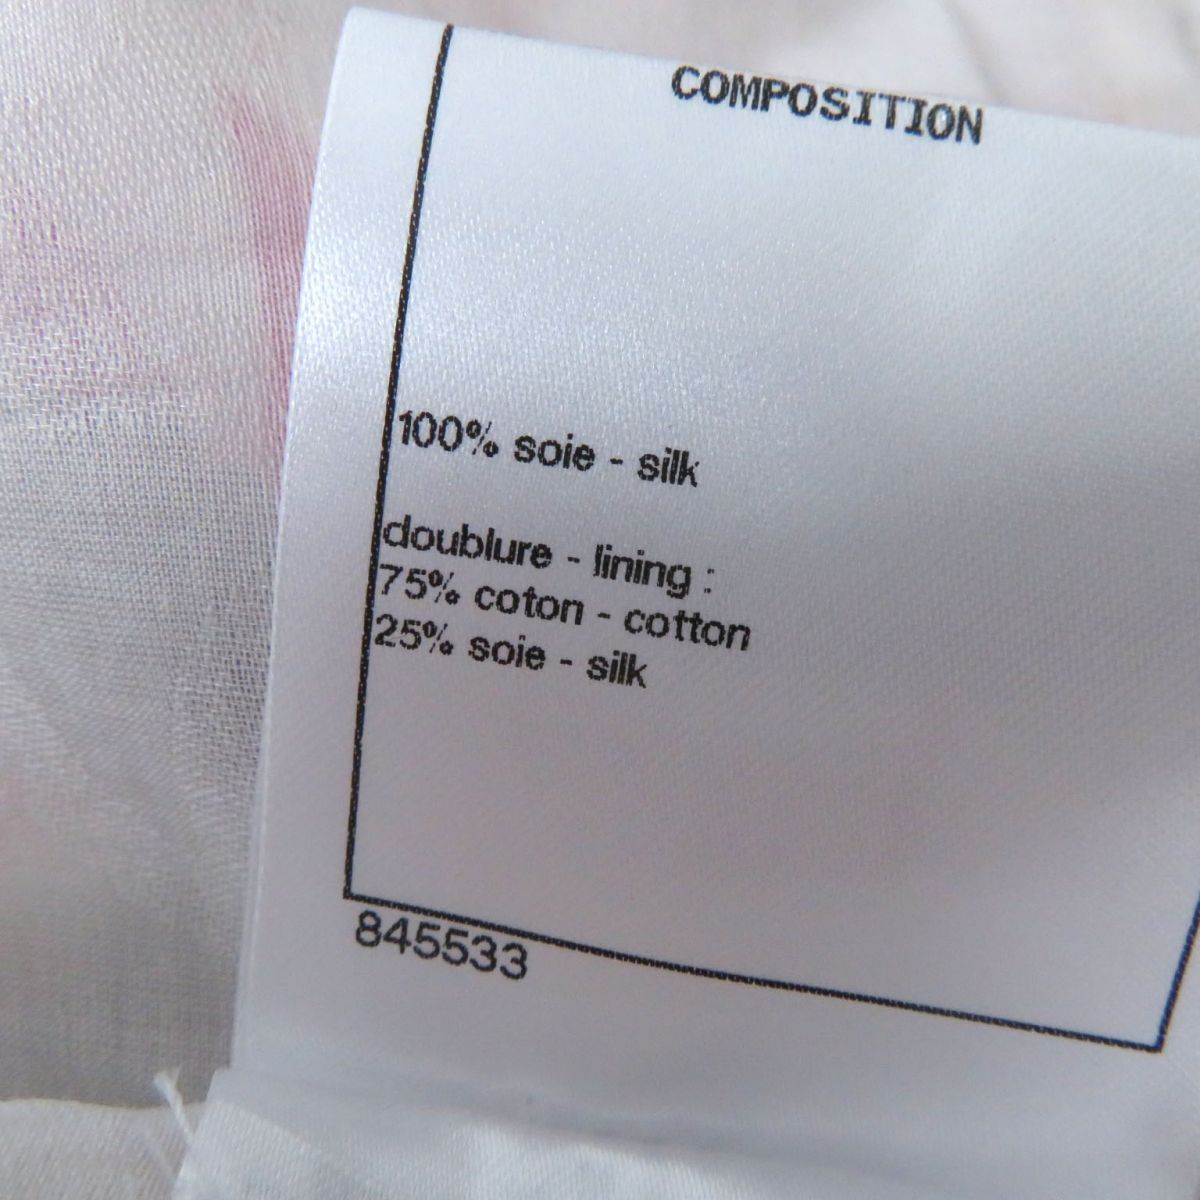 COMPOSITION
100% soie - silk
doublure - lining :
75% coton - cotton
25% soie - silk
845533